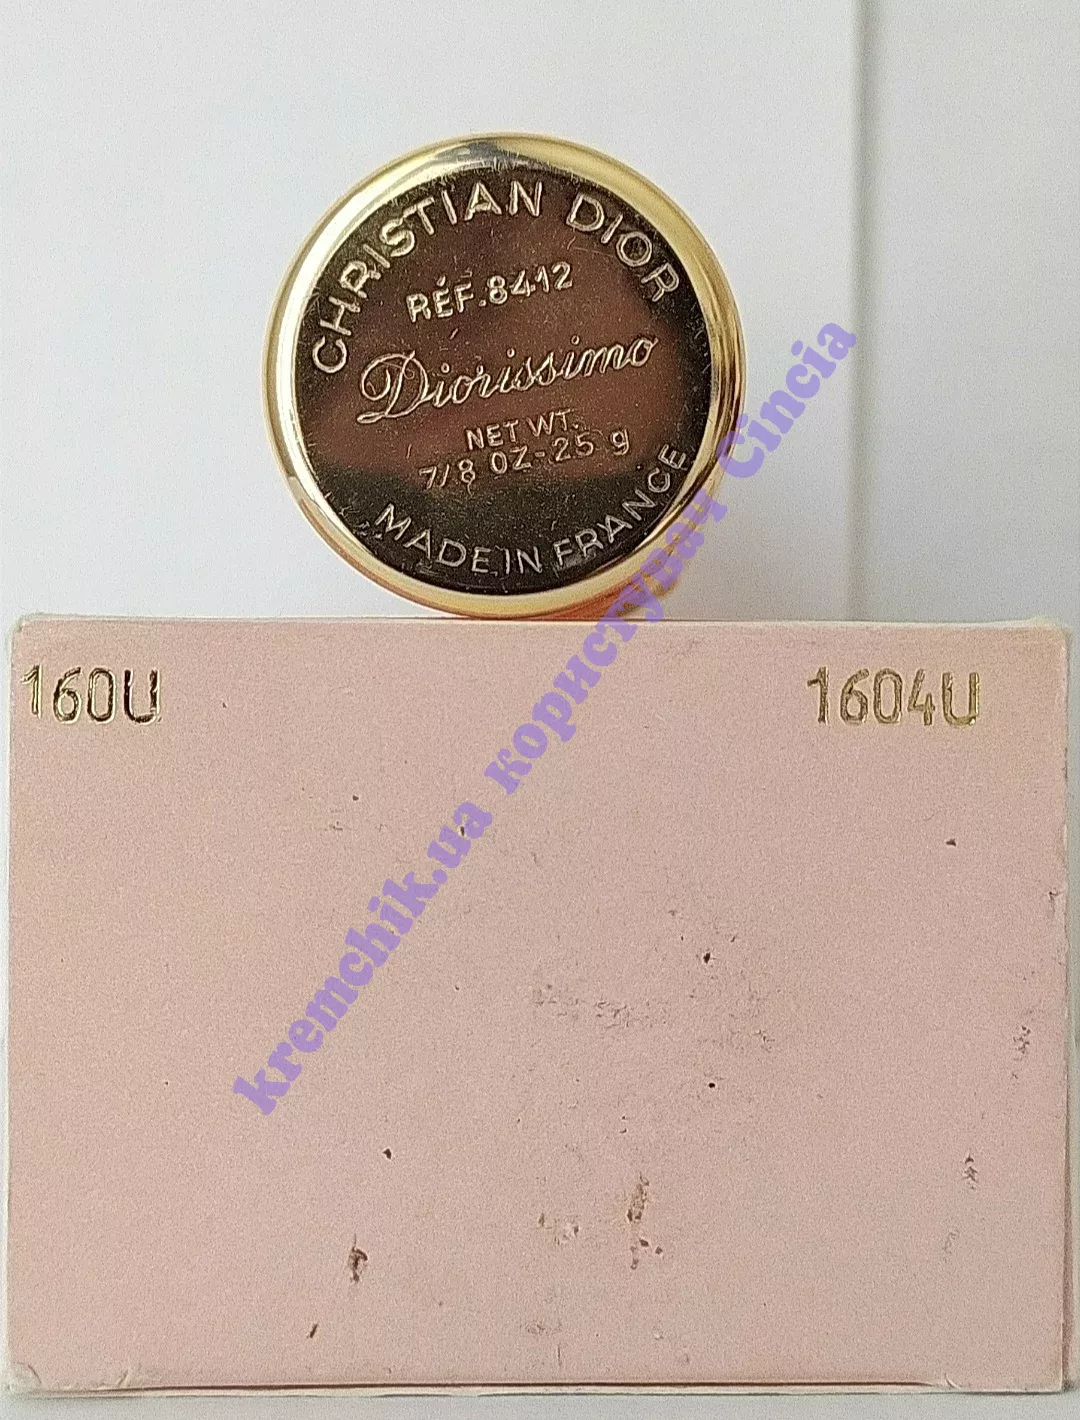 CHRISTIAN DIOR
RÉF.8412
Diorissimo
NET WT.
7/8 OZ-25 g
MADE IN FRANCE
160U
1604U
kremchik.ua користувач Cincia